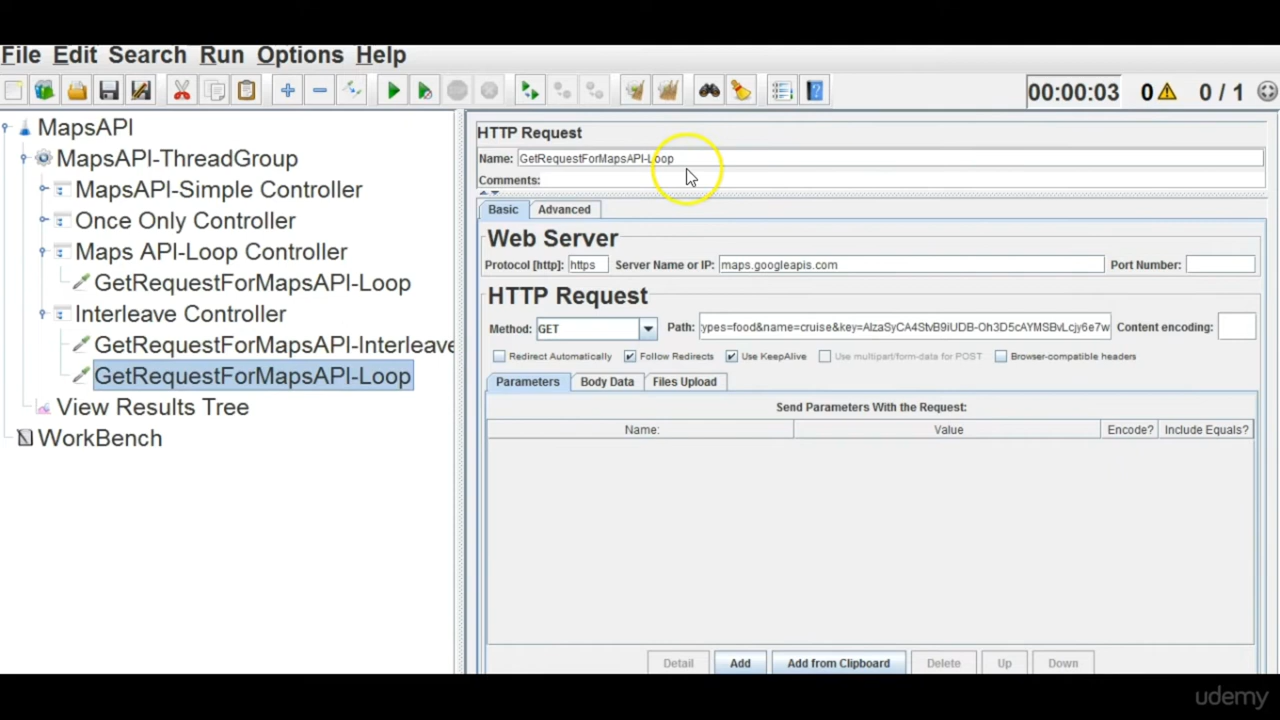 File Edit Search Run Options Help
00:00:03 0 0 / 1
MapsAPI
MapsAPI-ThreadGroup
MapsAPI-Simple Controller
Once Only Controller
Maps API-Loop Controller
GetRequestForMapsAPI-Loop
Interleave Controller
GetRequestForMapsAPI-Interleave
GetRequestForMapsAPI-Loop
View Results Tree
WorkBench
HTTP Request
Name: GetRequestForMapsAPI-Loop
Comments:
Basic Advanced
Web Server
Protocol [http]: https Server Name or IP: maps.googleapis.com Port Number:
HTTP Request
Method: GET Path: ypes=food&name=cruise&key=AIzaSyCA4StvB9iUDB-Oh3D5cAYMSBvLcjy6e7w Content encoding:
Redirect Automatically Follow Redirects Use KeepAlive Use multipart/form-data for POST Browser-compatible headers
Parameters Body Data Files Upload
Send Parameters With the Request:
Name: Value Encode? Include Equals?
Detail Add Add from Clipboard Delete Up Down
udemy